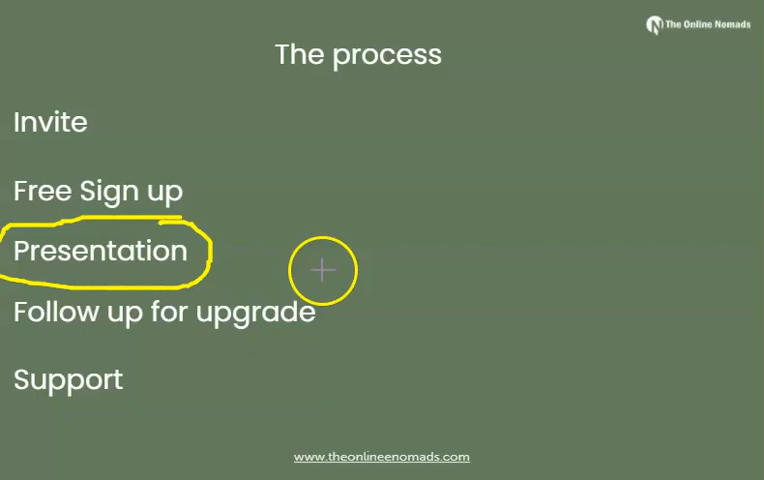 The Online Nomads
The process
Invite
Free Sign up
Presentation
Follow up for upgrade
Support
www.theonlineenomads.com